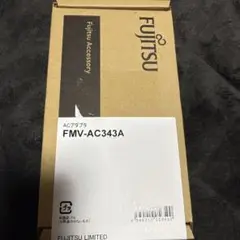 FUJITSU
Fujitsu Accessory
ACアダプタ
FMV-AC343A
FUJITSU LIMITED